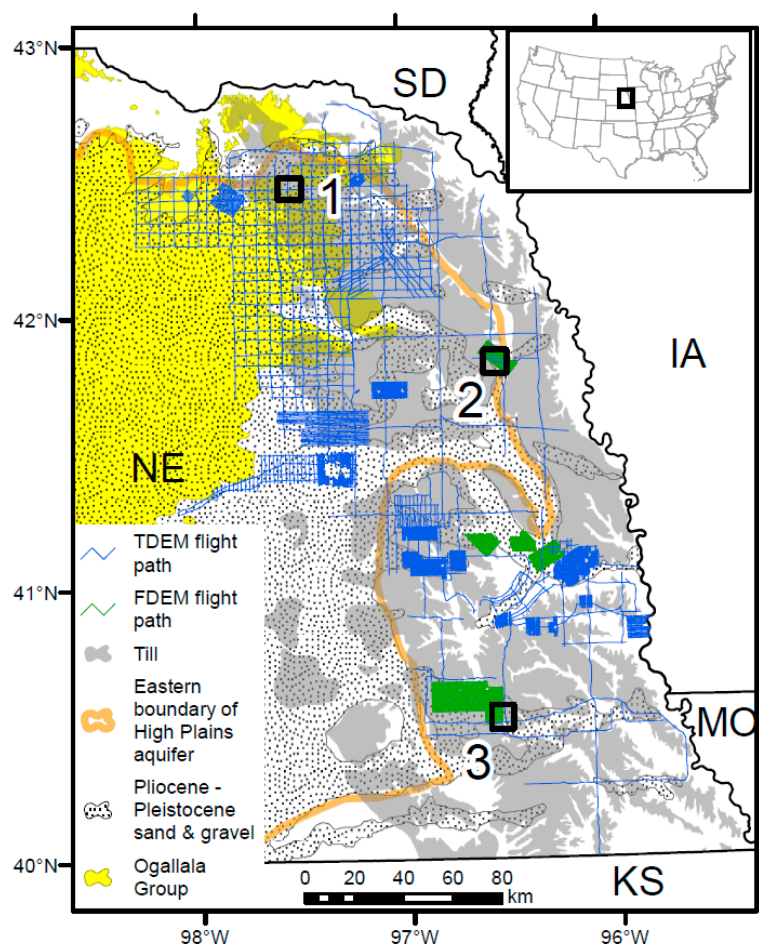 43°N
SD
1
42°N
IA
2
NE
TDEM flight
path
41°N
FDEM flight
path
Till
Eastern
boundary of
High Plains
aquifer
MO
3
Pliocene -
Pleistocene
sand & gravel
Ogallala
Group
40°N
0 20 40 60 80
km
KS
98°W 97°W 96°W